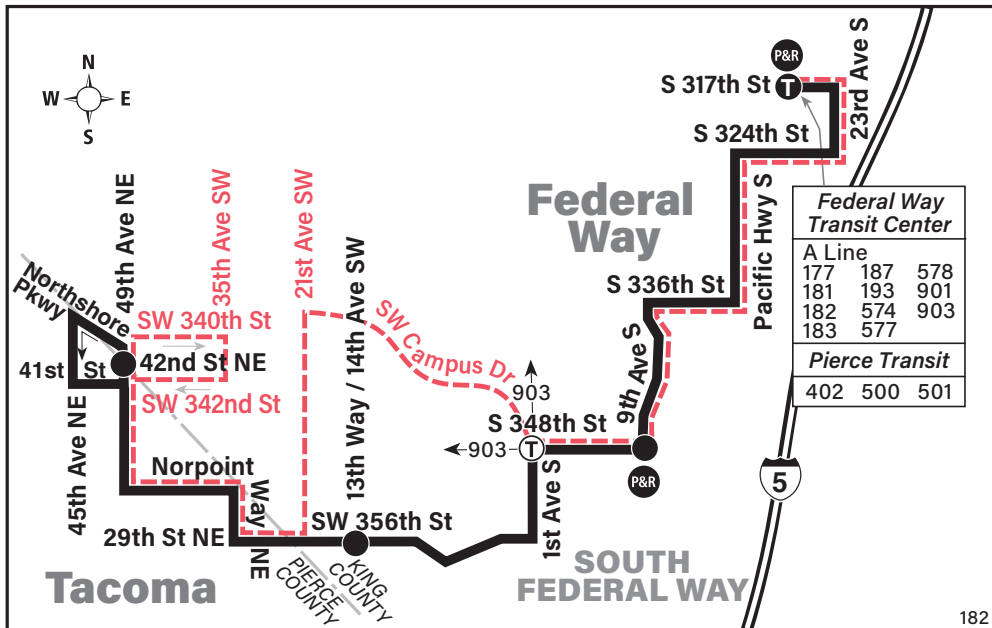 N
W E
S
P&R
S 317th St
T
23rd Ave S
S 324th St
Federal
Way
Pacific Hwy S
Federal Way
Transit Center
A Line
177 187 578
181 193 901
182 574 903
183 577
Pierce Transit
402 500 501
49th Ave NE
35th Ave SW
21st Ave SW
13th Way / 14th Ave SW
S 336th St
Northshore
Pkwy
SW 340th St
42nd St NE
SW 342nd St
41st St
SW Campus Dr
9th Ave S
903
S 348th St
903
T
P&R
5
45th Ave NE
Norpoint
Way NE
29th St NE
SW 356th St
1st Ave S
KING
COUNTY
PIERCE
COUNTY
Tacoma
SOUTH
FEDERAL WAY
182